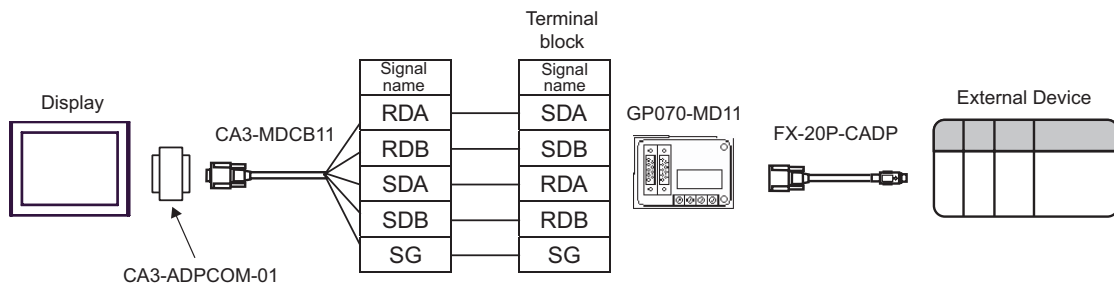 Terminal
block
Signal
name
Signal
name
Display
CA3-MDCB11
RDA
SDA
GP070-MD11
FX-20P-CADP
External Device
RDB
SDB
SDA
RDA
SDB
RDB
SG
SG
CA3-ADPCOM-01